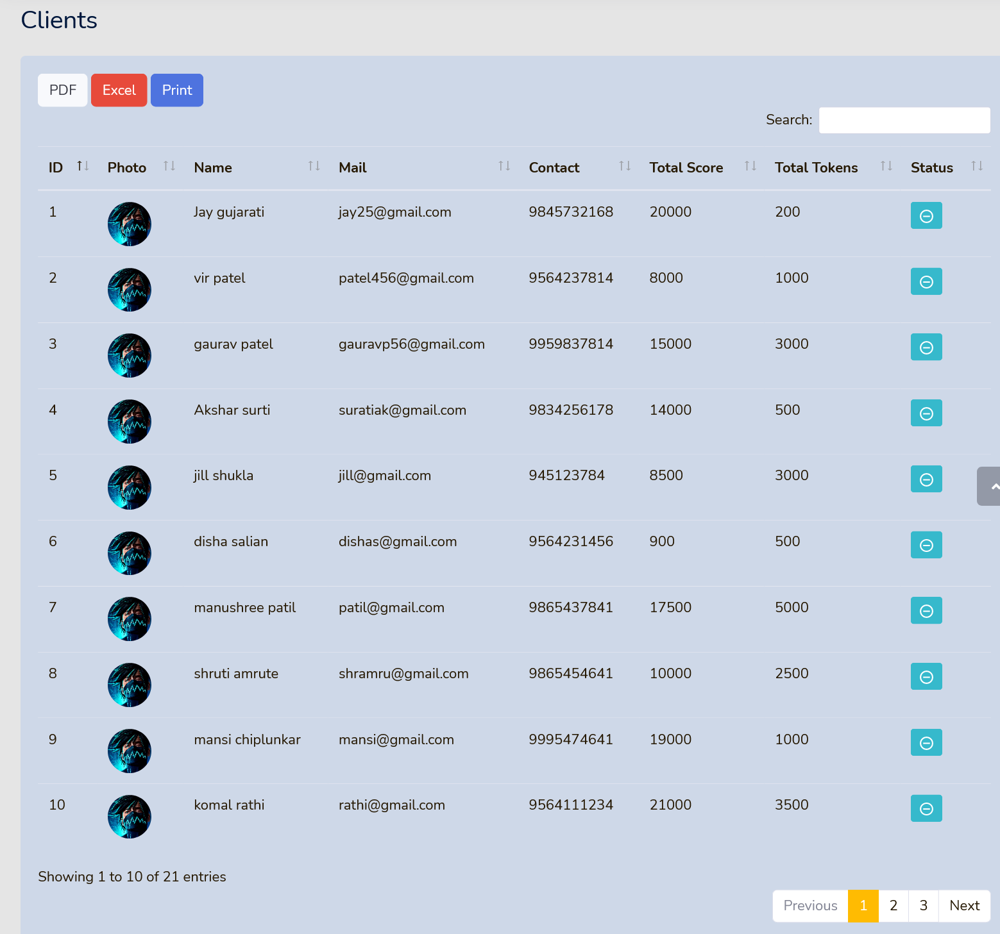 Clients
PDF Excel Print
Search:
ID Photo Name Mail Contact Total Score Total Tokens Status
1 Jay gujarati jay25@gmail.com 9845732168 20000 200
2 vir patel patel456@gmail.com 9564237814 8000 1000
3 gaurav patel gauravp56@gmail.com 9959837814 15000 3000
4 Akshar surti suratiak@gmail.com 9834256178 14000 500
5 jill shukla jill@gmail.com 945123784 8500 3000
6 disha salian dishas@gmail.com 9564231456 900 500
7 manushree patil patil@gmail.com 9865437841 17500 5000
8 shruti amrute shramru@gmail.com 9865454641 10000 2500
9 mansi chiplunkar mansi@gmail.com 9995474641 19000 1000
10 komal rathi rathi@gmail.com 9564111234 21000 3500
Showing 1 to 10 of 21 entries
Previous 1 2 3 Next